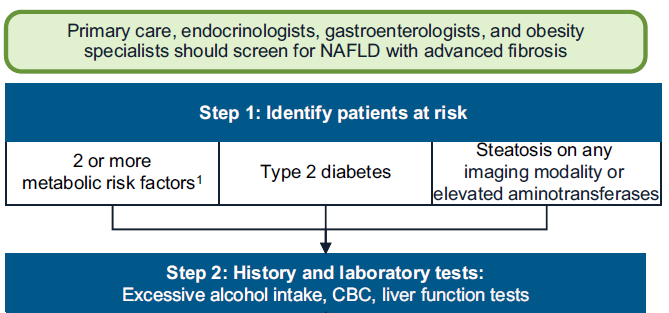 Primary care, endocrinologists, gastroenterologists, and obesity
specialists should screen for NAFLD with advanced fibrosis
Step 1: Identify patients at risk
2 or more
metabolic risk factors¹
Type 2 diabetes
Steatosis on any
imaging modality or
elevated aminotransferases
Step 2: History and laboratory tests:
Excessive alcohol intake, CBC, liver function tests